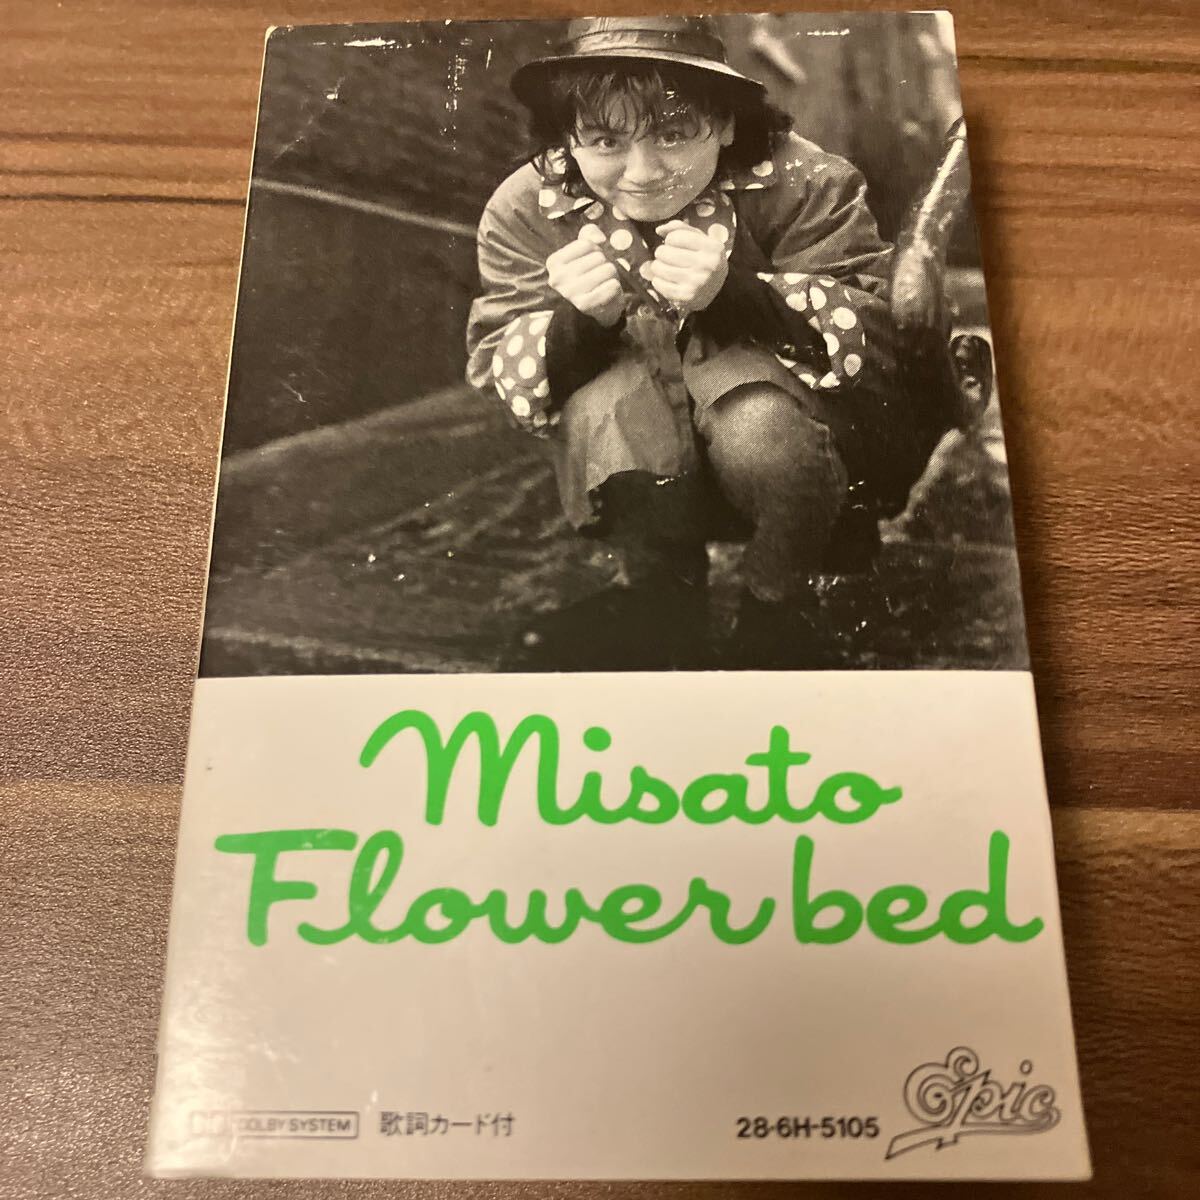 misato
Flower bed
DOLBY SYSTEM 歌詞カード付 28・6H-5105 Epic